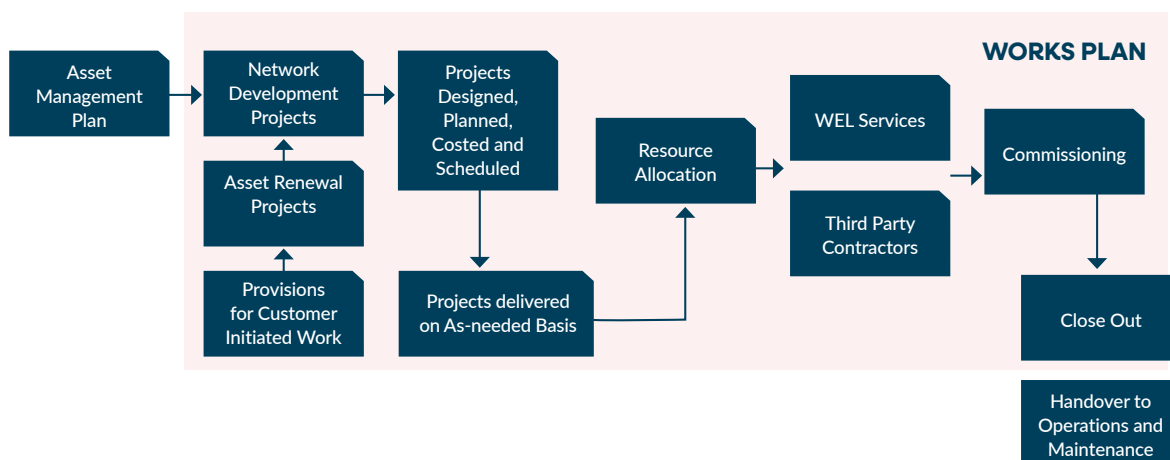 WORKS PLAN
Asset
Management
Plan
Network
Development
Projects
Asset Renewal
Projects
Provisions
for Customer
Initiated Work
Projects
Designed,
Planned,
Costed and
Scheduled
Projects delivered
on As-needed Basis
Resource
Allocation
WEL Services
Third Party
Contractors
Commissioning
Close Out
Handover to
Operations and
Maintenance